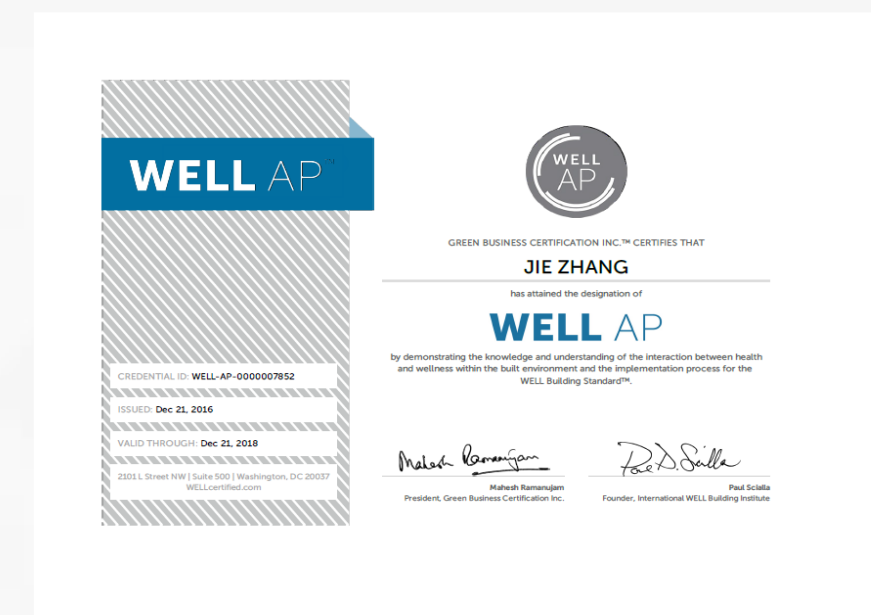 WELL AP™
CREDENTIAL ID: WELL-AP-0000007852
ISSUED: Dec 21, 2016
VALID THROUGH: Dec 21, 2018
2101 L Street NW | Suite 500 | Washington, DC 20037
WELLcertified.com
WELL
AP
GREEN BUSINESS CERTIFICATION INC.™ CERTIFIES THAT
JIE ZHANG
has attained the designation of
WELL AP
by demonstrating the knowledge and understanding of the interaction between health
and wellness within the built environment and the implementation process for the
WELL Building Standard™.
Mahesh Ramanujam
Mahesh Ramanujam
President, Green Business Certification Inc.
Paul D. Scialla
Paul Scialla
Founder, International WELL Building Institute